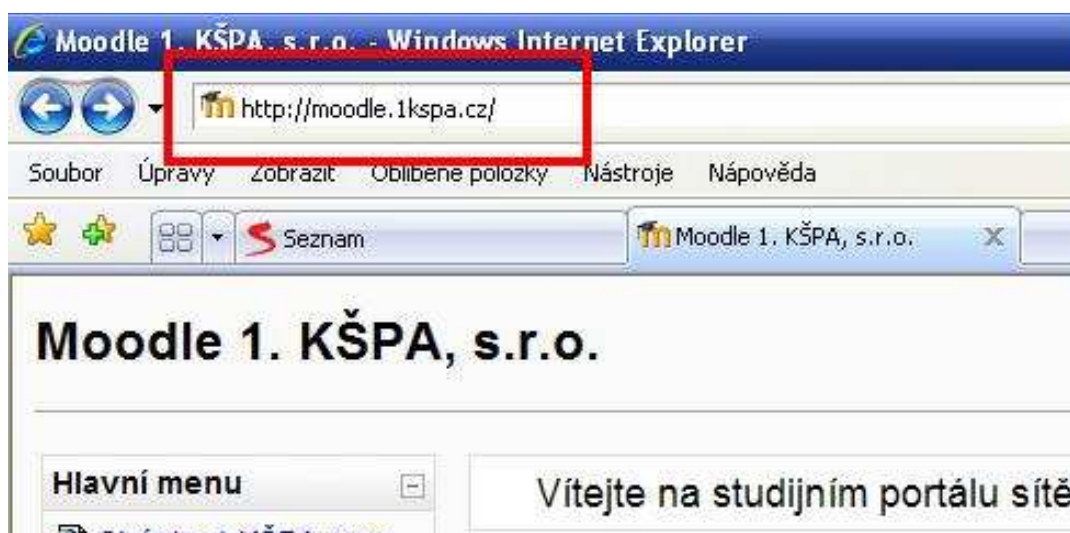 Moodle 1. KŠPA, s.r.o. - Windows Internet Explorer
http://moodle.1kspa.cz/
Soubor Úpravy Zobrazit Oblíbené položky Nástroje Nápověda
Seznam Moodle 1. KŠPA, s.r.o.
Moodle 1. KŠPA, s.r.o.
Hlavní menu
Vítejte na studijním portálu sítě